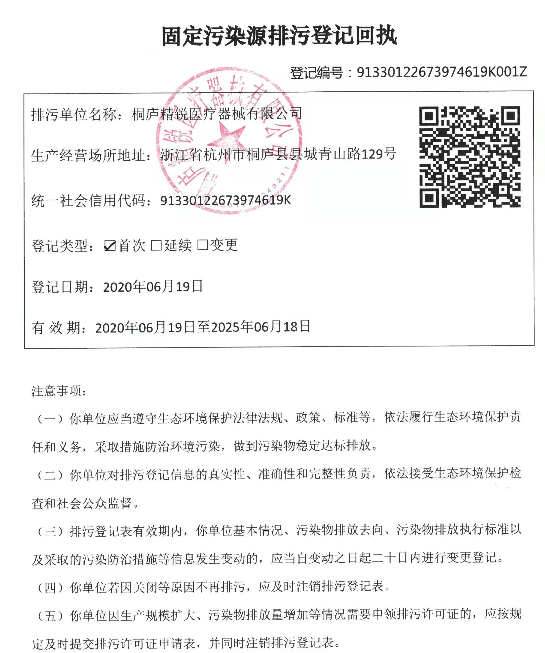 固定污染源排污登记回执
登记编号：91330122673974619K001Z
排污单位名称：桐庐精锐医疗器械有限公司
生产经营场所地址：浙江省杭州市桐庐县县城青山路129号
统一社会信用代码：91330122673974619K
登记类型：☑首次 □延续 □变更
登记日期：2020年06月19日
有 效 期：2020年06月19日至2025年06月18日
注意事项：
（一）你单位应当遵守生态环境保护法律法规、政策、标准等，依法履行生态环境保护责
任和义务，采取措施防治环境污染，做到污染物稳定达标排放。
（二）你单位对排污登记信息的真实性、准确性和完整性负责，依法接受生态环境保护检
查和社会公众监督。
（三）排污登记表有效期内，你单位基本情况、污染物排放去向、污染物排放执行标准以
及采取的污染防治措施等信息发生变动的，应当自变动之日起二十日内进行变更登记。
（四）你单位若因关闭等原因不再排污，应及时注销排污登记表。
（五）你单位因生产规模扩大、污染物排放量增加等情况需要申领排污许可证的，应按规
定及时提交排污许可证申请表，并同时注销排污登记表。